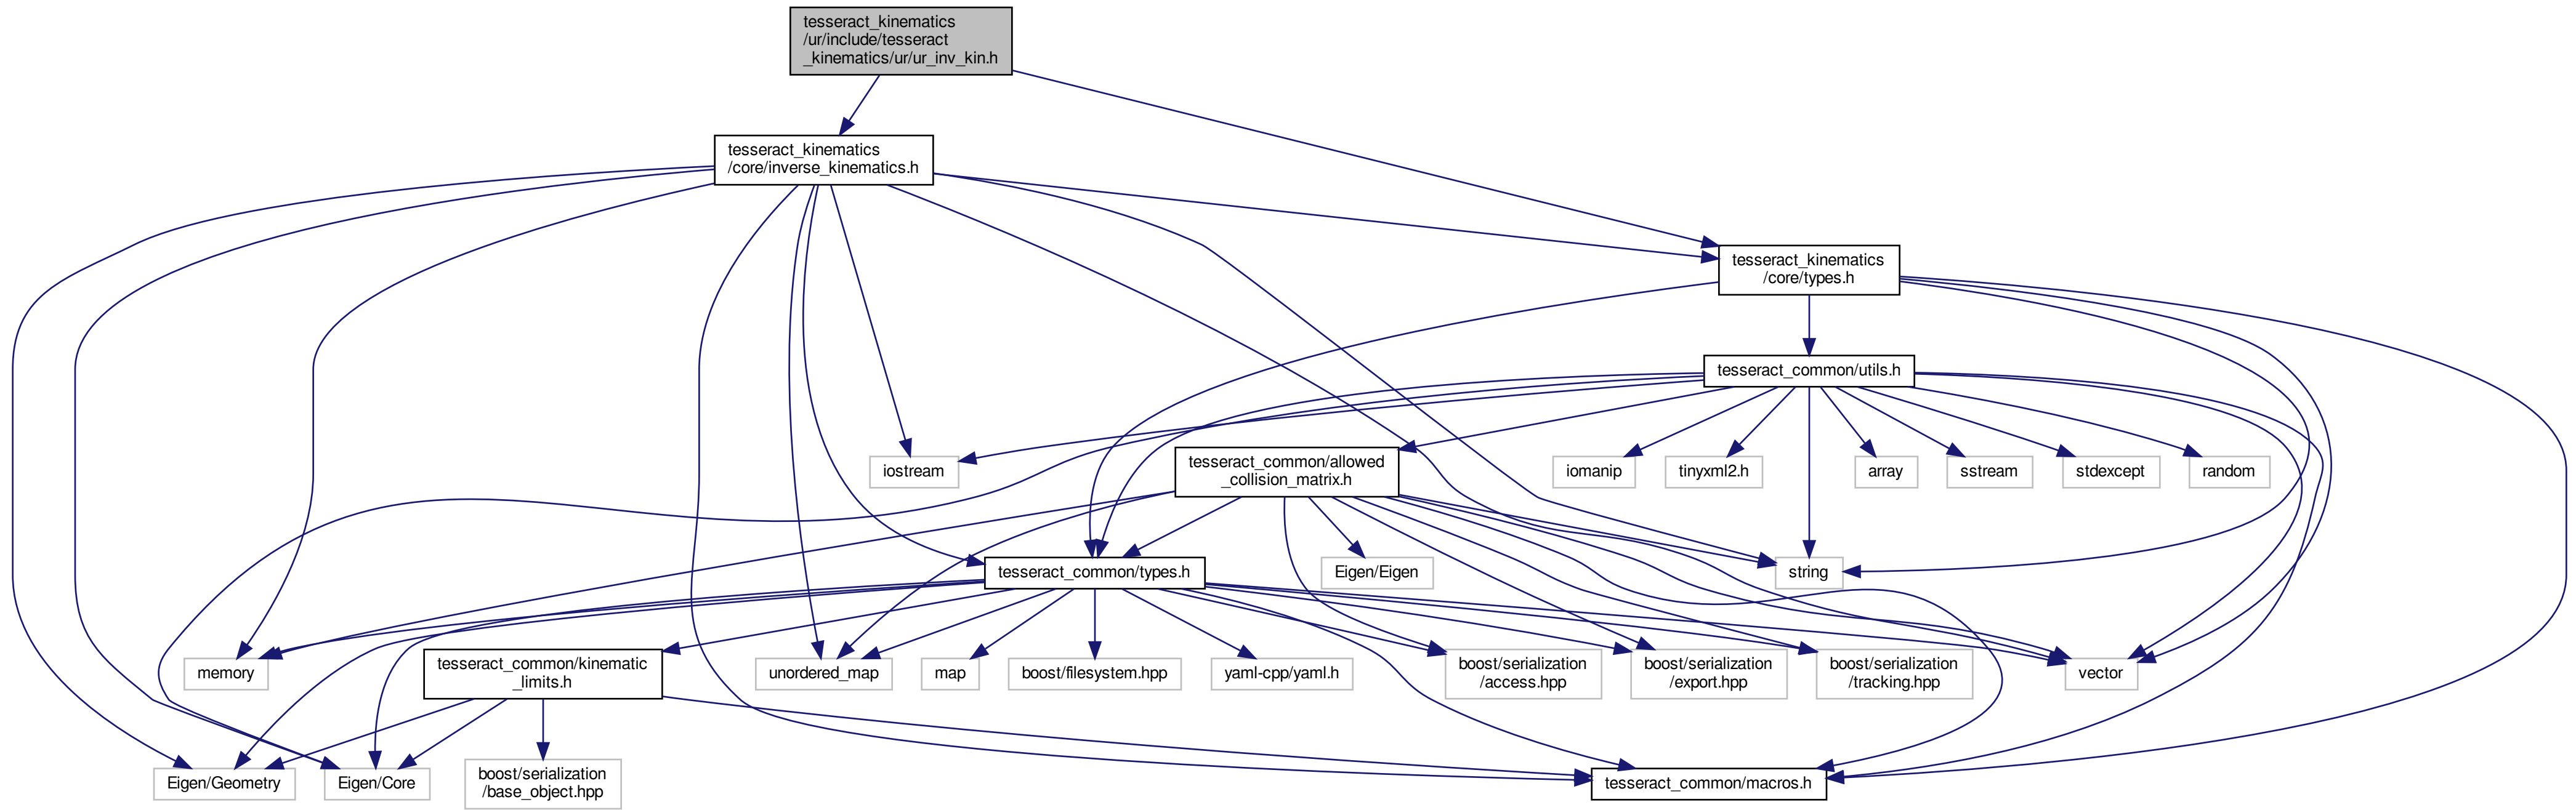 tesseract_kinematics
/ur/include/tesseract
_kinematics/ur/ur_inv_kin.h
tesseract_kinematics
/core/inverse_kinematics.h
tesseract_kinematics
/core/types.h
tesseract_common/utils.h
iostream
tesseract_common/allowed
_collision_matrix.h
iomanip
tinyxml2.h
array
sstream
stdexcept
random
tesseract_common/types.h
Eigen/Eigen
string
memory
tesseract_common/kinematic
_limits.h
unordered_map
map
boost/filesystem.hpp
yaml-cpp/yaml.h
boost/serialization
/access.hpp
boost/serialization
/export.hpp
boost/serialization
/tracking.hpp
vector
Eigen/Geometry
Eigen/Core
boost/serialization
/base_object.hpp
tesseract_common/macros.h